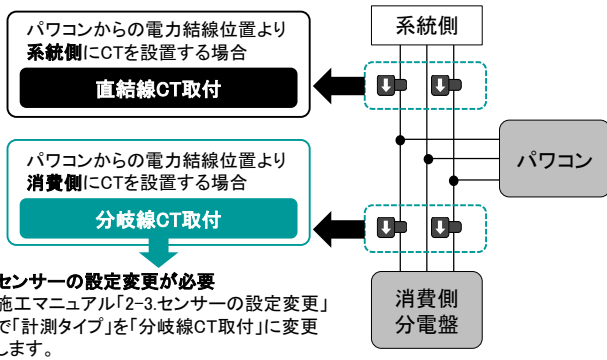 パワコンからの電力結線位置より
系統側にCTを設置する場合
直結線CT取付
系統側
パワコンからの電力結線位置より
消費側にCTを設置する場合
分岐線CT取付
パワコン
センサーの設定変更が必要
施工マニュアル「2-3.センサーの設定変更」
で「計測タイプ」を「分岐線CT取付」に変更
します。
消費側
分電盤